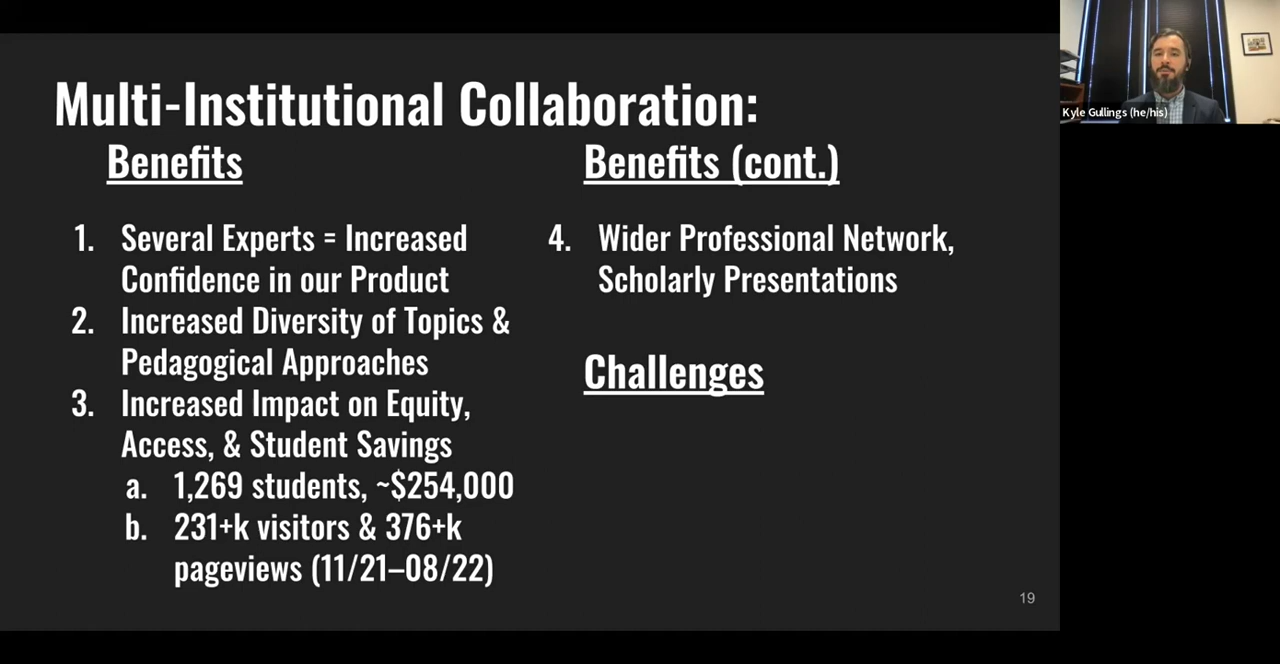 Multi-Institutional Collaboration:
Benefits
1. Several Experts = Increased
Confidence in our Product
2. Increased Diversity of Topics &
Pedagogical Approaches
3. Increased Impact on Equity,
Access, & Student Savings
a. 1,269 students, ~$254,000
b. 231+k visitors & 376+k
pageviews (11/21–08/22)
Benefits (cont.)
4. Wider Professional Network,
Scholarly Presentations
Challenges
19
Kyle Gullings (he/his)